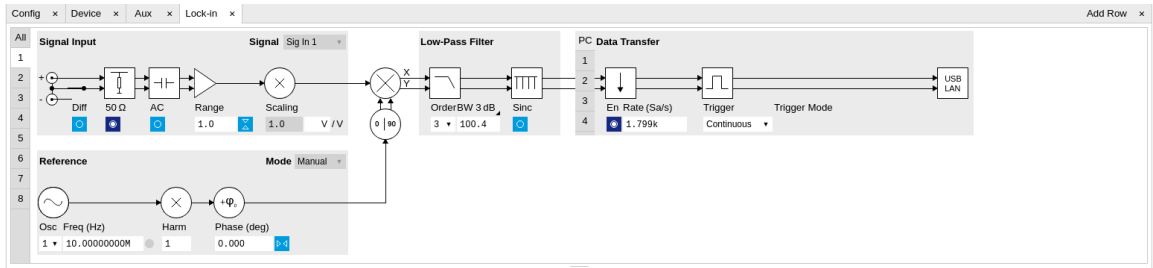 Config × Device × Aux × Lock-in × Add Row ×
All
1
2
3
4
5
6
7
8
Signal Input Signal Sig In 1
+
-
Diff 50 Ω AC Range Scaling
1.0 1.0 V / V
X
Y
0 90
Low-Pass Filter
Order BW 3 dB Sinc
3 100.4
PC Data Transfer
1
2
3
4
USB
LAN
En Rate (Sa/s) Trigger Trigger Mode
1.799k Continuous
Reference Mode Manual
+φ0
Osc Freq (Hz) Harm Phase (deg)
1 10.00000000M 1 0.000